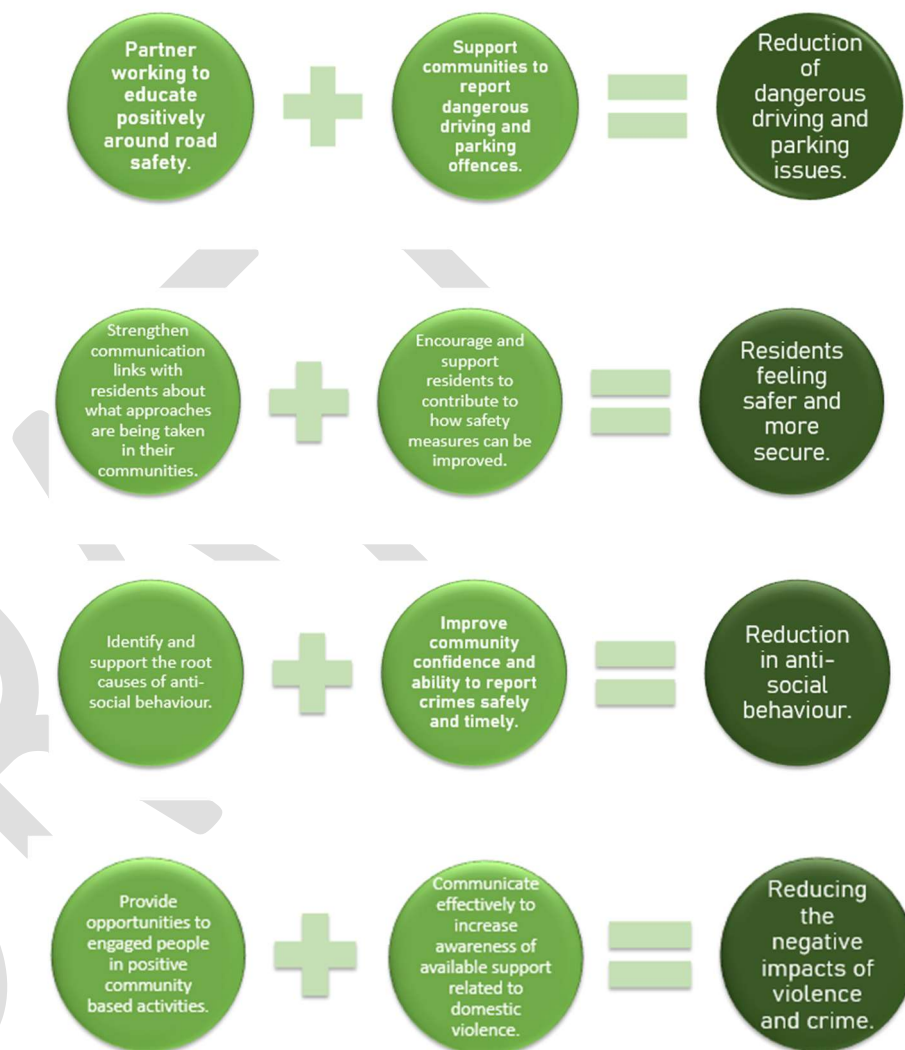 Partner
working to
educate
positively
around road
safety.
Support
communities to
report
dangerous
driving and
parking
offences.
Reduction
of
dangerous
driving and
parking
issues.
Strengthen
communication
links with
residents about
what approaches
are being taken
in their
communities.
Encourage and
support
residents to
contribute to
how safety
measures can be
improved.
Residents
feeling
safer and
more
secure.
Identify and
support the root
causes of anti-
social behaviour.
Improve
community
confidence and
ability to report
crimes safely
and timely.
Reduction
in anti-
social
behaviour.
Provide
opportunities to
engaged people
in positive
community
based activities.
Communicate
effectively to
increase
awareness of
available support
related to
domestic
violence.
Reducing
the
negative
impacts of
violence
and crime.